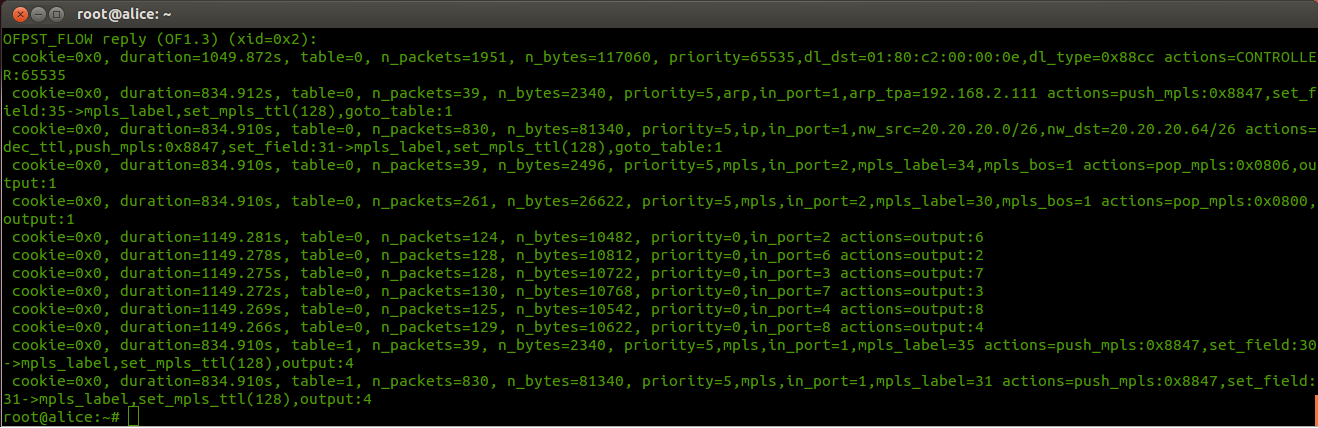 root@alice: ~
OFPST_FLOW reply (OF1.3) (xid=0x2):
 cookie=0x0, duration=1049.872s, table=0, n_packets=1951, n_bytes=117060, priority=65535,dl_dst=01:80:c2:00:00:0e,dl_type=0x88cc actions=CONTROLLE
R:65535
 cookie=0x0, duration=834.912s, table=0, n_packets=39, n_bytes=2340, priority=5,arp,in_port=1,arp_tpa=192.168.2.111 actions=push_mpls:0x8847,set_f
ield:35->mpls_label,set_mpls_ttl(128),goto_table:1
 cookie=0x0, duration=834.910s, table=0, n_packets=830, n_bytes=81340, priority=5,ip,in_port=1,nw_src=20.20.20.0/26,nw_dst=20.20.20.64/26 actions=
dec_ttl,push_mpls:0x8847,set_field:31->mpls_label,set_mpls_ttl(128),goto_table:1
 cookie=0x0, duration=834.910s, table=0, n_packets=39, n_bytes=2496, priority=5,mpls,in_port=2,mpls_label=34,mpls_bos=1 actions=pop_mpls:0x0806,ou
tput:1
 cookie=0x0, duration=834.910s, table=0, n_packets=261, n_bytes=26622, priority=5,mpls,in_port=2,mpls_label=30,mpls_bos=1 actions=pop_mpls:0x0800,
output:1
 cookie=0x0, duration=1149.281s, table=0, n_packets=124, n_bytes=10482, priority=0,in_port=2 actions=output:6
 cookie=0x0, duration=1149.278s, table=0, n_packets=128, n_bytes=10812, priority=0,in_port=6 actions=output:2
 cookie=0x0, duration=1149.275s, table=0, n_packets=128, n_bytes=10722, priority=0,in_port=3 actions=output:7
 cookie=0x0, duration=1149.272s, table=0, n_packets=130, n_bytes=10768, priority=0,in_port=7 actions=output:3
 cookie=0x0, duration=1149.269s, table=0, n_packets=125, n_bytes=10542, priority=0,in_port=4 actions=output:8
 cookie=0x0, duration=1149.266s, table=0, n_packets=129, n_bytes=10622, priority=0,in_port=8 actions=output:4
 cookie=0x0, duration=834.910s, table=1, n_packets=39, n_bytes=2340, priority=5,mpls,in_port=1,mpls_label=35 actions=push_mpls:0x8847,set_field:30
->mpls_label,set_mpls_ttl(128),output:4
 cookie=0x0, duration=834.910s, table=1, n_packets=830, n_bytes=81340, priority=5,mpls,in_port=1,mpls_label=31 actions=push_mpls:0x8847,set_field:
31->mpls_label,set_mpls_ttl(128),output:4
root@alice:~#